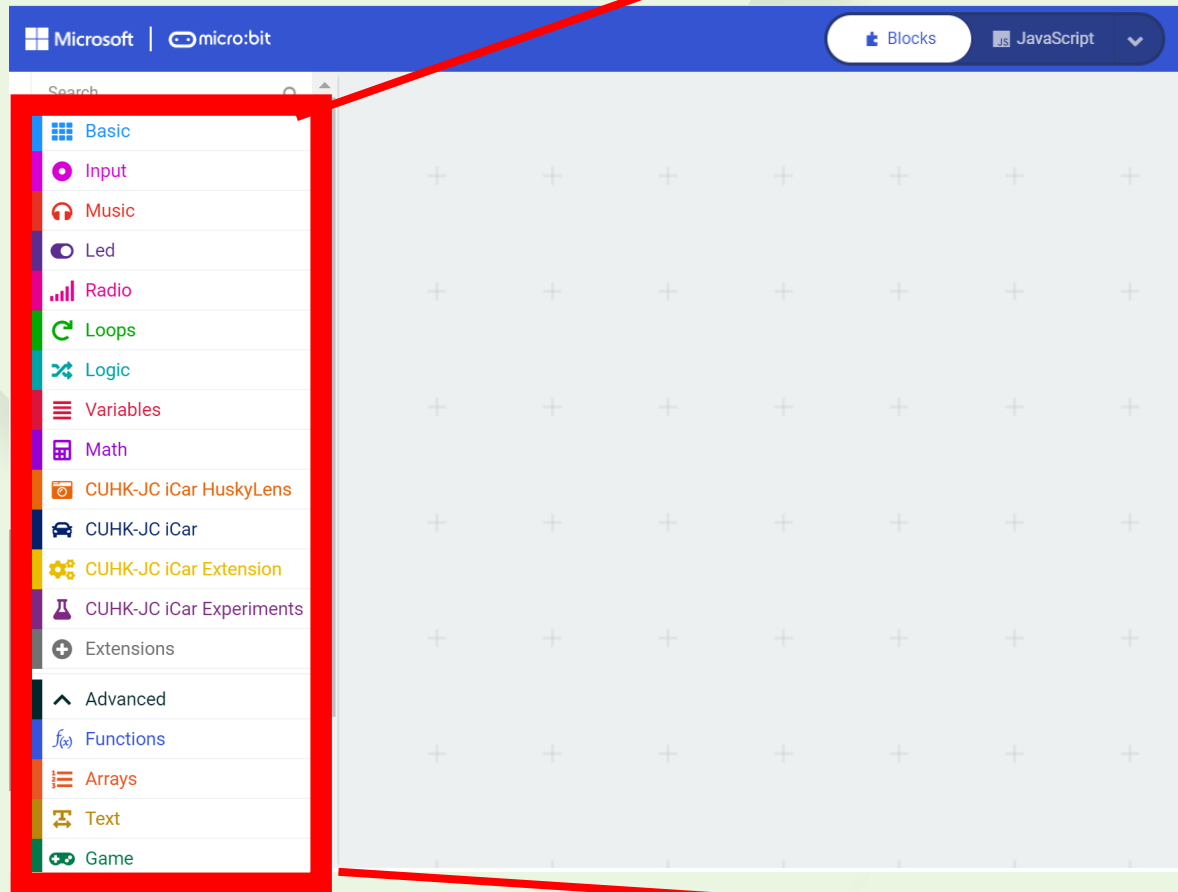 Microsoft | micro:bit
Blocks
JavaScript
Search
Basic
Input
Music
Led
Radio
Loops
Logic
Variables
Math
CUHK-JC iCar HuskyLens
CUHK-JC iCar
CUHK-JC iCar Extension
CUHK-JC iCar Experiments
Extensions
Advanced
f(x) Functions
Arrays
Text
Game